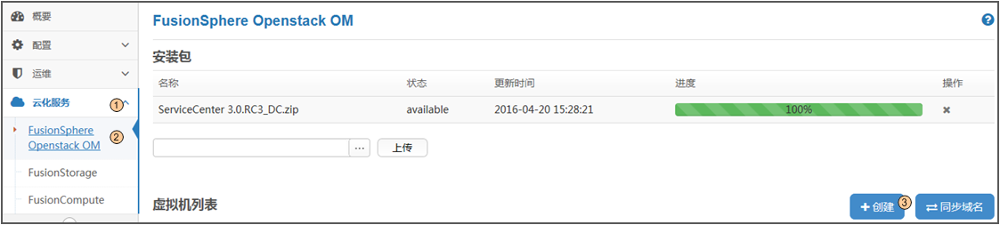 概要
配置
运维
云化服务 1
FusionSphere
Openstack OM 2
FusionStorage
FusionCompute
FusionSphere Openstack OM ?
安装包
名称 状态 更新时间 进度 操作
ServiceCenter 3.0.RC3_DC.zip available 2016-04-20 15:28:21 100%
... 上传
虚拟机列表 创建 3 同步域名